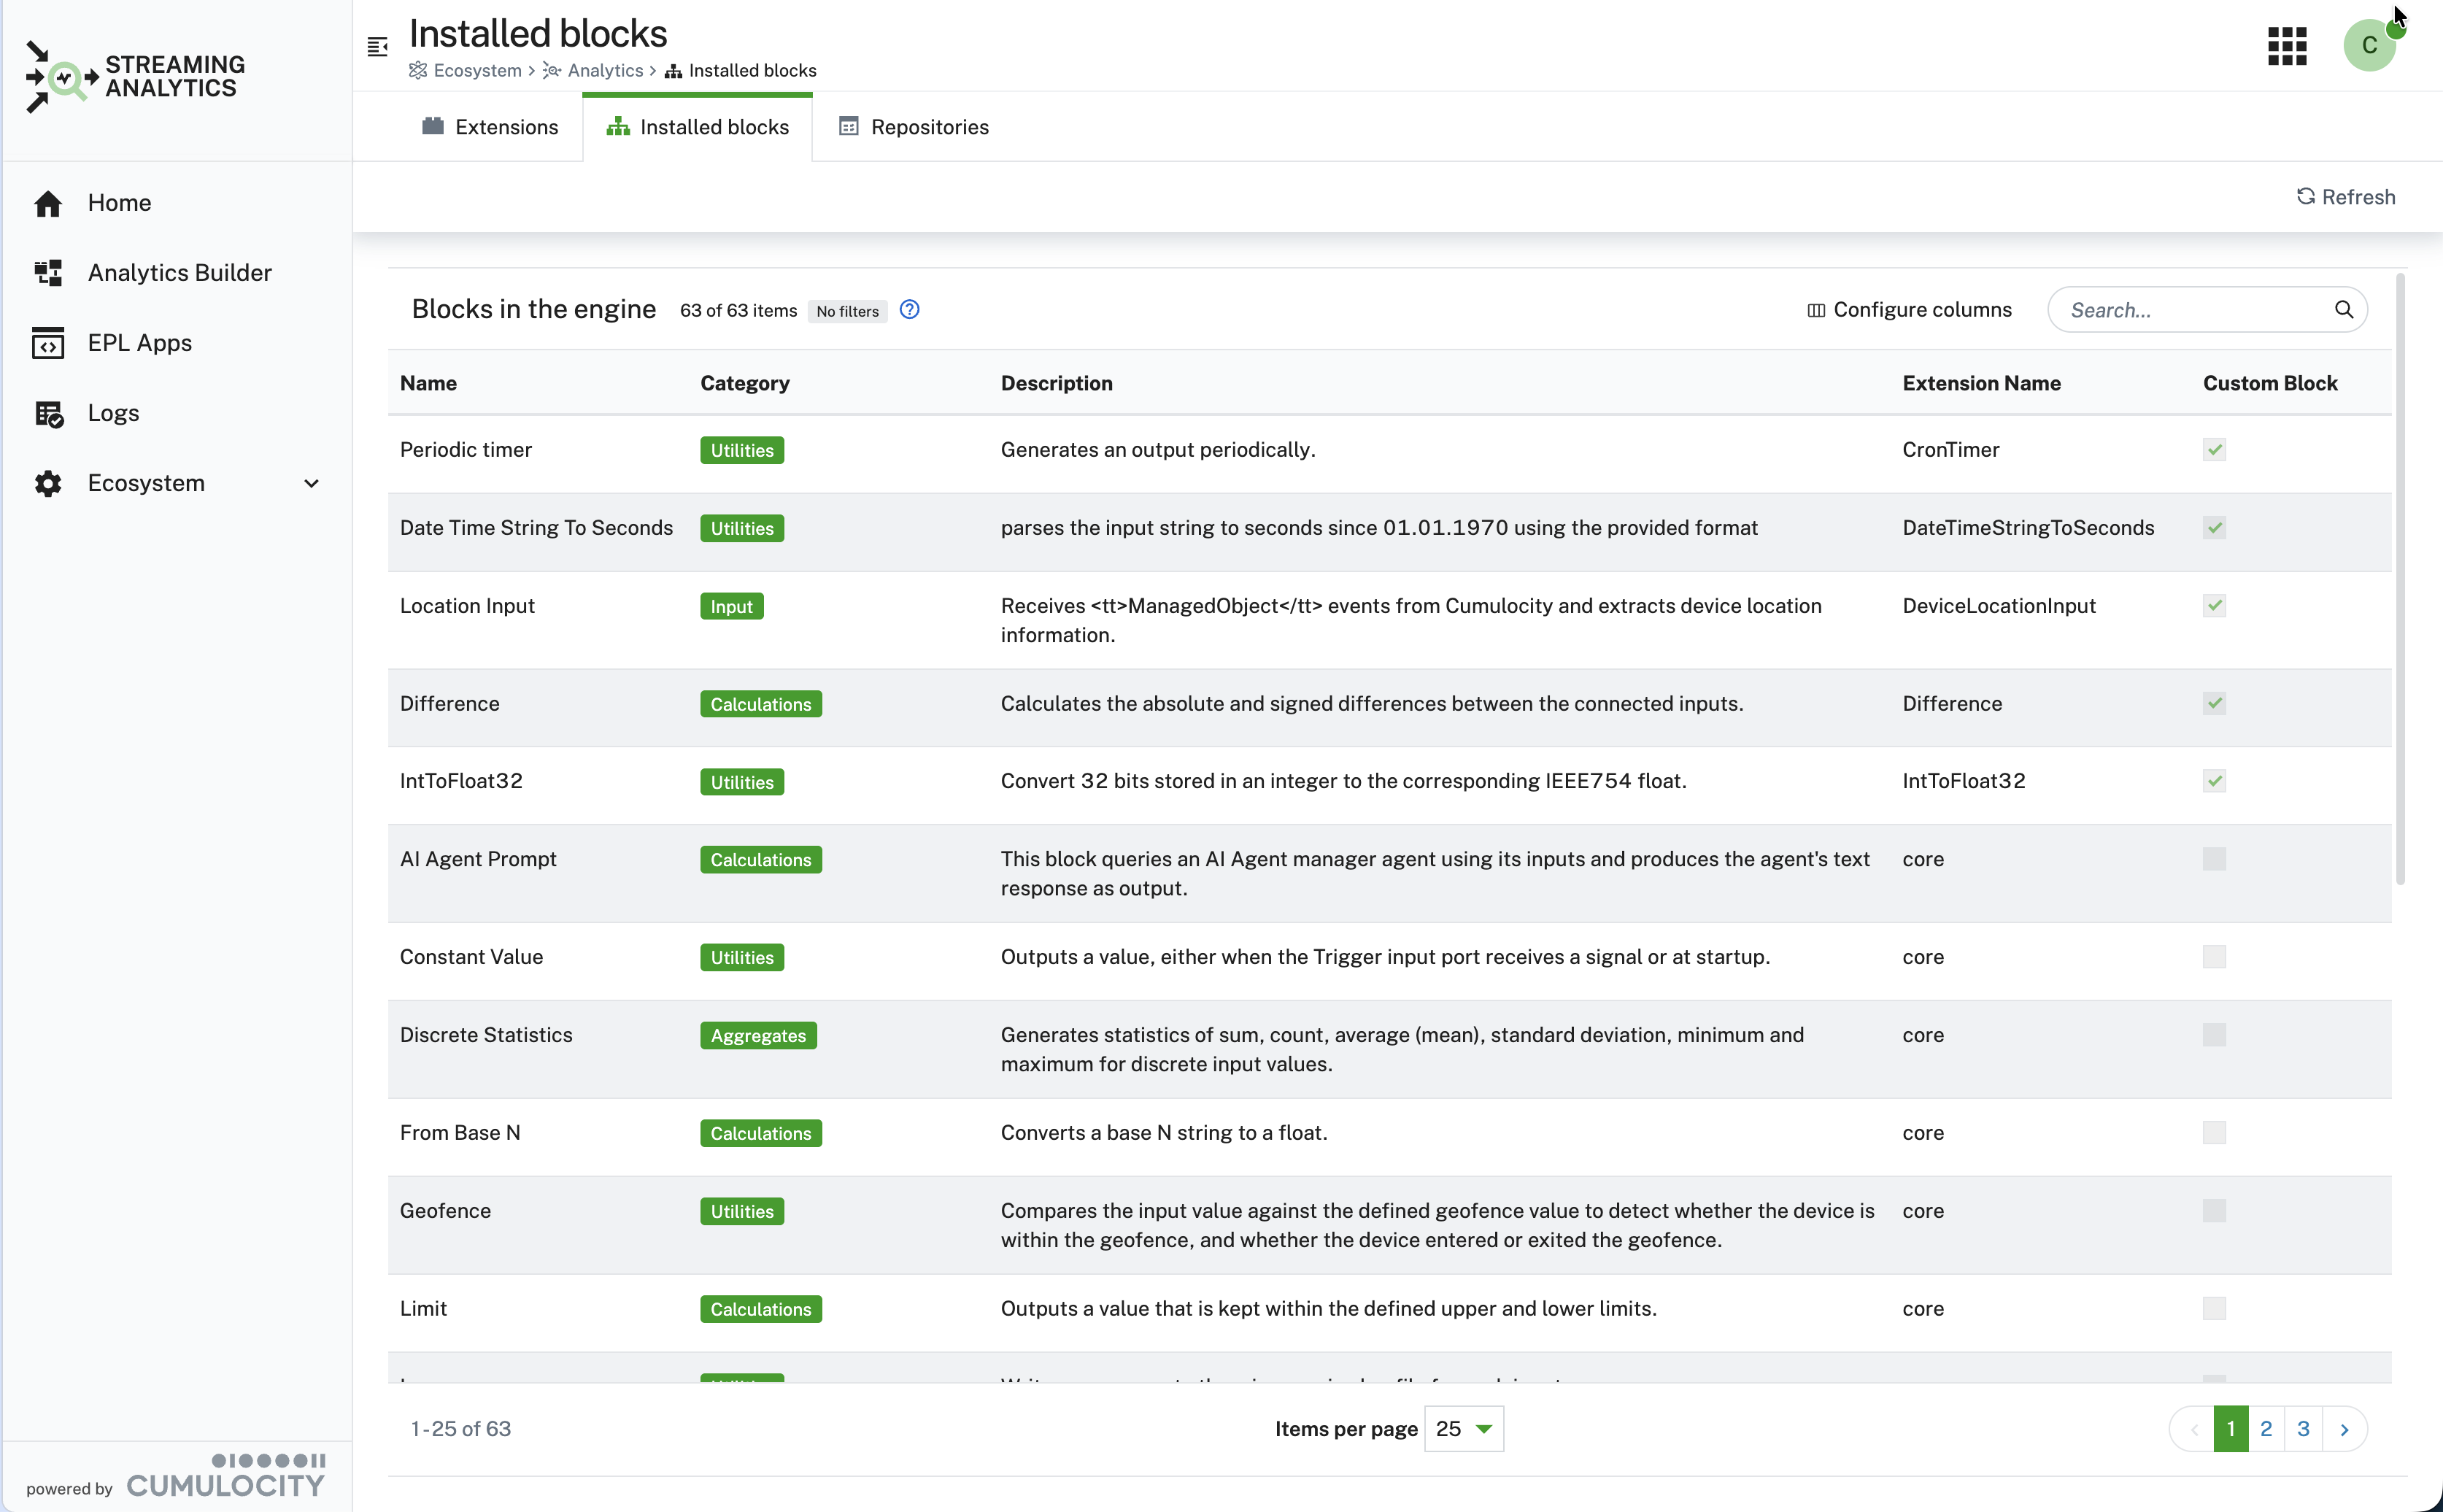 STREAMING
ANALYTICS
Installed blocks
Ecosystem > Analytics > Installed blocks
C
Extensions
Installed blocks
Repositories
Refresh
Home
Analytics Builder
EPL Apps
Logs
Ecosystem
Blocks in the engine 63 of 63 items No filters ?
Configure columns
Search...
Name Category Description Extension Name Custom Block
Periodic timer Utilities Generates an output periodically. CronTimer
Date Time String To Seconds Utilities parses the input string to seconds since 01.01.1970 using the provided format DateTimeStringToSeconds
Location Input Input Receives <tt>ManagedObject</tt> events from Cumulocity and extracts device location DeviceLocationInput
information.
Difference Calculations Calculates the absolute and signed differences between the connected inputs. Difference
IntToFloat32 Utilities Convert 32 bits stored in an integer to the corresponding IEEE754 float. IntToFloat32
AI Agent Prompt Calculations This block queries an AI Agent manager agent using its inputs and produces the agent's text core
response as output.
Constant Value Utilities Outputs a value, either when the Trigger input port receives a signal or at startup. core
Discrete Statistics Aggregates Generates statistics of sum, count, average (mean), standard deviation, minimum and core
maximum for discrete input values.
From Base N Calculations Converts a base N string to a float. core
Geofence Utilities Compares the input value against the defined geofence value to detect whether the device is core
within the geofence, and whether the device entered or exited the geofence.
Limit Calculations Outputs a value that is kept within the defined upper and lower limits. core
1-25 of 63
Items per page 25
< 1 2 3 >
powered by CUMULOCITY